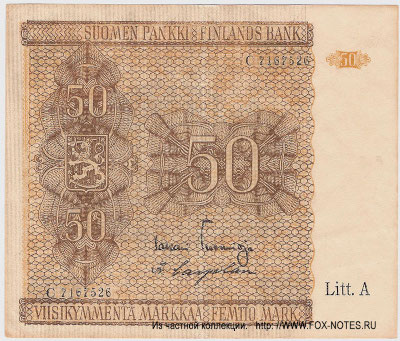 SUOMEN PANKKI FINLANDS BANK
C 7167526
50
50
50
50
C 7167526
Litt. A
VIISIKYMMENTÄ MARKKAA FEMTIO MARK
Из частной коллекции. http://WWW.FOX-NOTES.RU